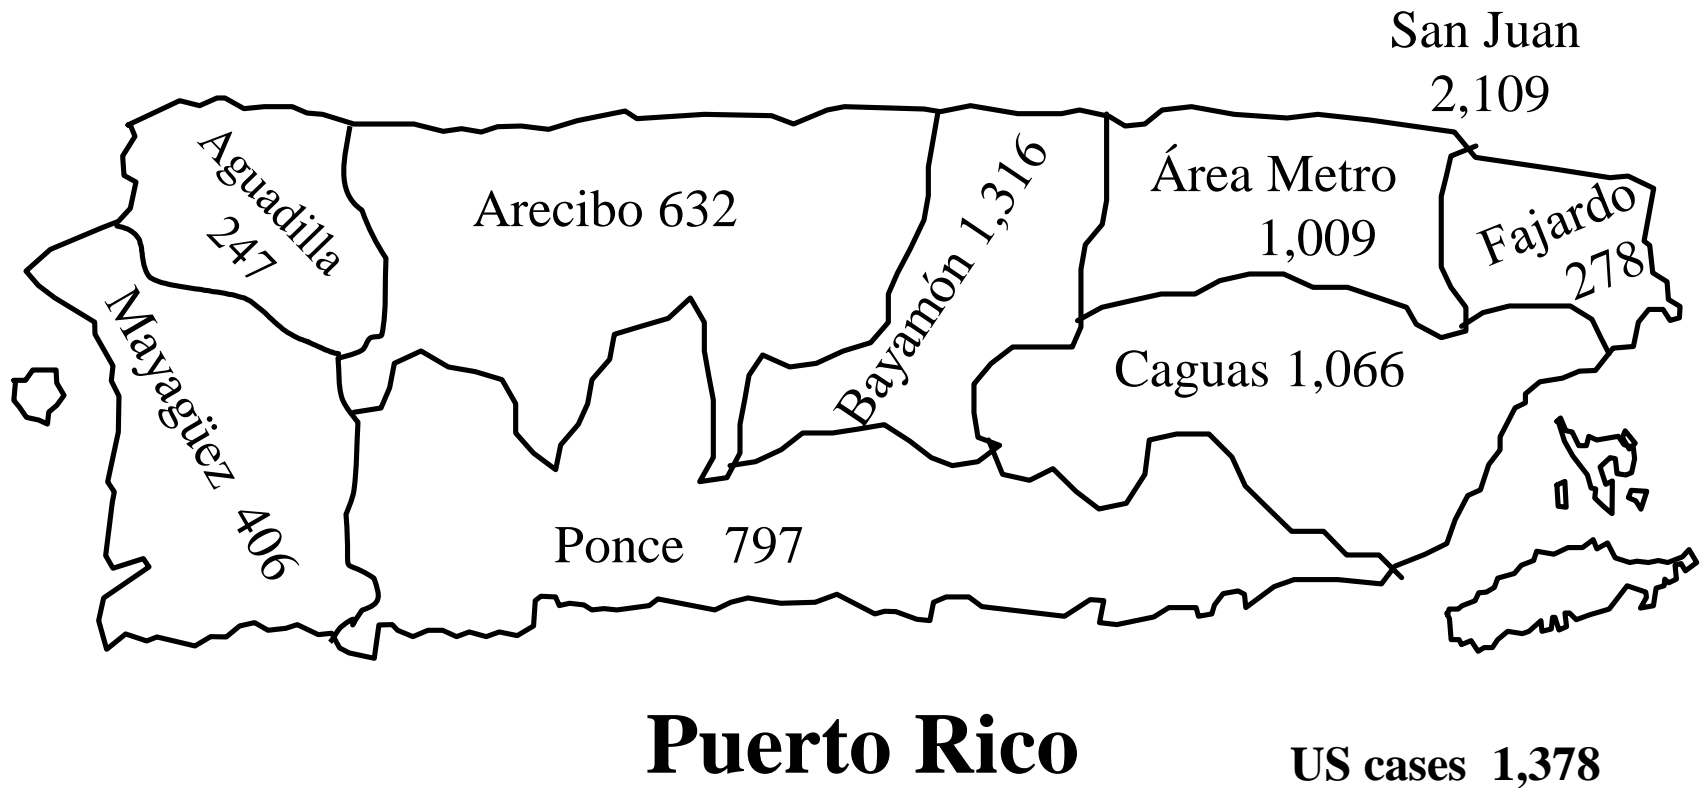 San Juan
2,109
Aguadilla
247
Arecibo 632
Bayamón 1,316
Área Metro
1,009
Fajardo
278
Mayagüez 406
Caguas 1,066
Ponce 797
Puerto Rico
US cases 1,378